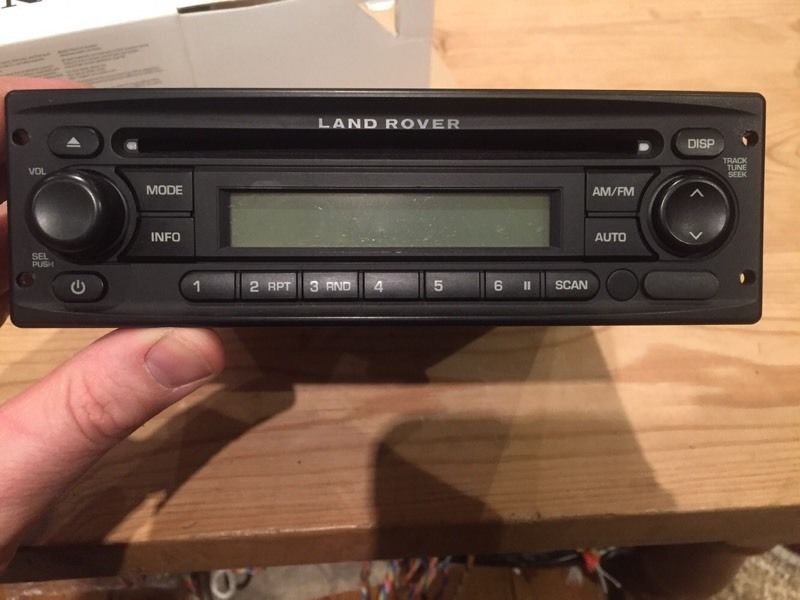 LAND ROVER
DISP
VOL
TRACK
TUNE
SEEK
MODE
AM/FM
INFO
AUTO
SEL
PUSH
1
2 RPT
3 RND
4
5
6 II
SCAN